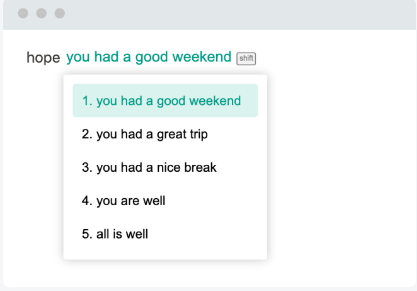 hope you had a good weekend shift
1. you had a good weekend
2. you had a great trip
3. you had a nice break
4. you are well
5. all is well